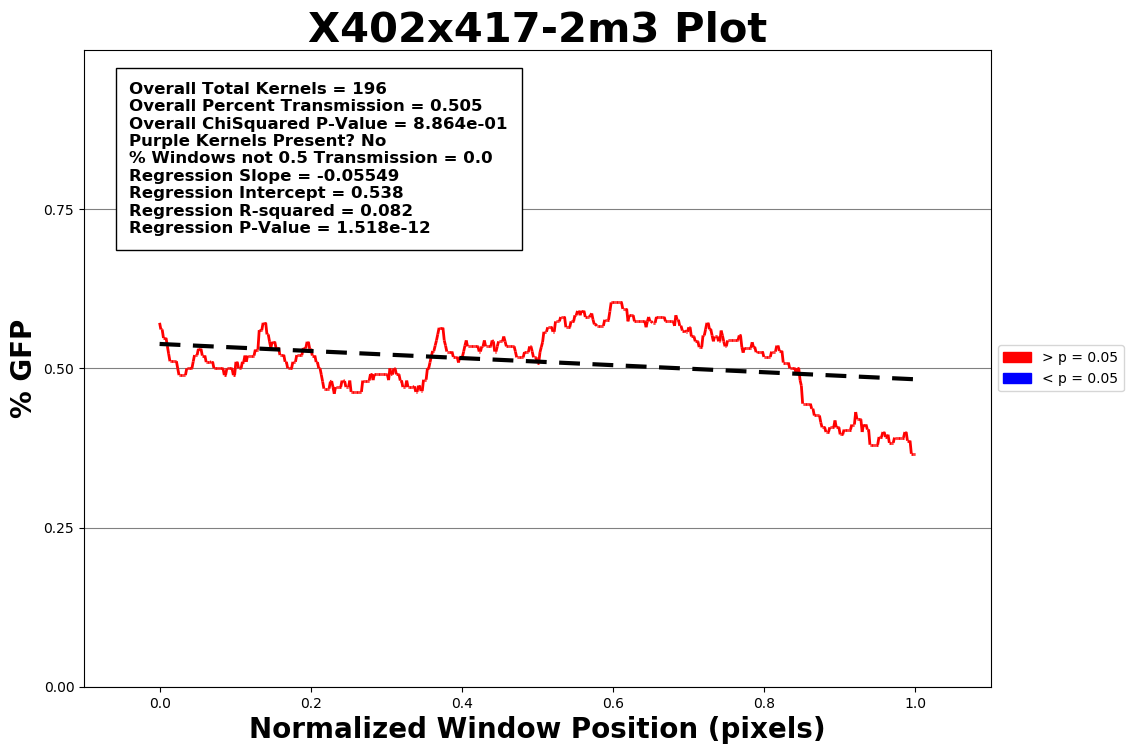 X402x417-2m3 Plot
Overall Total Kernels = 196
Overall Percent Transmission = 0.505
Overall ChiSquared P-Value = 8.864e-01
Purple Kernels Present? No
% Windows not 0.5 Transmission = 0.0
Regression Slope = -0.05549
Regression Intercept = 0.538
Regression R-squared = 0.082
Regression P-Value = 1.518e-12
% GFP
0.75
0.50
0.25
0.00
> p = 0.05
< p = 0.05
0.0 0.2 0.4 0.6 0.8 1.0
Normalized Window Position (pixels)